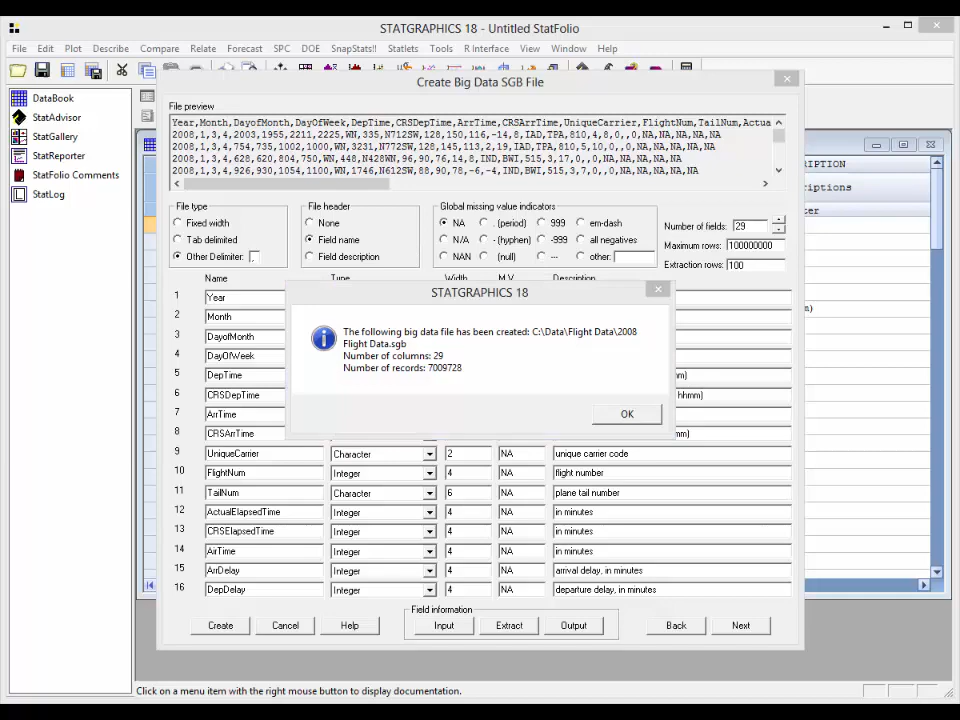 STATGRAPHICS 18 - Untitled StatFolio
File Edit Plot Describe Compare Relate Forecast SPC DOE SnapStats!! Statlets Tools R Interface View Window Help
DataBook
StatAdvisor
StatGallery
StatReporter
StatFolio Comments
StatLog
Create Big Data SGB File
File preview
Year,Month,DayofMonth,DayOfWeek,DepTime,CRSDepTime,ArrTime,CRSArrTime,UniqueCarrier,FlightNum,TailNum,Actua
2008,1,3,4,2003,1955,2211,2225,WN,335,N712SW,128,150,116,-14,8,IAD,TPA,810,4,8,0,,0,NA,NA,NA,NA,NA
2008,1,3,4,754,735,1002,1000,WN,3231,N772SW,128,145,113,2,19,IAD,TPA,810,5,10,0,,0,NA,NA,NA,NA,NA
2008,1,3,4,628,620,804,750,WN,448,N428WN,96,90,76,14,8,IND,BWI,515,3,17,0,,0,NA,NA,NA,NA,NA
2008,1,3,4,926,930,1054,1100,WN,1746,N612SW,88,90,78,-6,-4,IND,BWI,515,3,7,0,,0,NA,NA,NA,NA,NA
File type
Fixed width
Tab delimited
Other Delimiter: ,
File header
None
Field name
Field description
Global missing value indicators
NA . (period) 999 em-dash
N/A - (hyphen) -999 all negatives
NAN (null) --- other:
Number of fields: 29
Maximum rows: 100000000
Extraction rows: 100
Name Type Width M.V. Description
1 Year
2 Month
3 DayofMonth
4 DayOfWeek
5 DepTime
6 CRSDepTime hhmm)
7 ArrTime
8 CRSArrTime
9 UniqueCarrier Character 2 NA unique carrier code
10 FlightNum Integer 4 NA flight number
11 TailNum Character 6 NA plane tail number
12 ActualElapsedTime Integer 4 NA in minutes
13 CRSElapsedTime Integer 4 NA in minutes
14 AirTime Integer 4 NA in minutes
15 ArrDelay Integer 4 NA arrival delay, in minutes
16 DepDelay Integer 4 NA departure delay, in minutes
STATGRAPHICS 18
The following big data file has been created: C:\Data\Flight Data\2008
Flight Data.sgb
Number of columns: 29
Number of records: 7009728
OK
Field information
Create Cancel Help Input Extract Output Back Next
Click on a menu item with the right mouse button to display documentation.